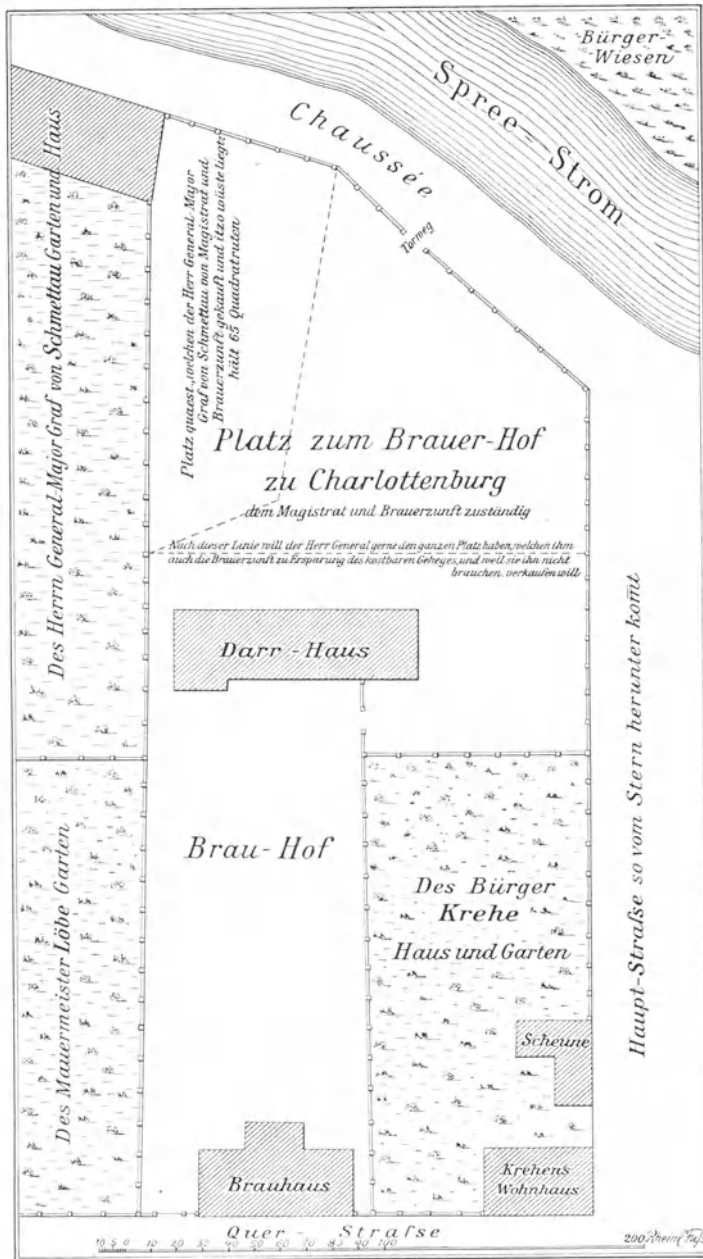 Bürger-
Wiesen
Spree-Strom
Chaussée
Torweg
Des Herrn General-Major Graf von Schmettau Garten und Haus
Platz quaest., welchen der Herr General-Major
Graf von Schmettau von Magistrat und
Brauerzunft gekauft und itzo wüste liegt;
hält 65 Quadratruten
Platz zum Brauer-Hof
zu Charlottenburg
dem Magistrat und Brauerzunft zuständig
Nach dieser Linie will der Herr General gerne den ganzen Platz haben, welchen ihm
auch die Brauerzunft zu Ersparung des kostbaren Geheges, und weil sie ihn nicht
brauchen, verkaufen will
Darr-Haus
Haupt-Straſse so vom Stern herunter kom̄t
Brau-Hof
Des Mauermeister Löbe Garten
Des Bürger
Krehe
Haus und Garten
Scheune
Brauhaus
Krehens
Wohnhaus
Quer-Straſse
10 5 0 10 20 30 40 50 60 70 80 90 100
200 Rheinl. Fuß